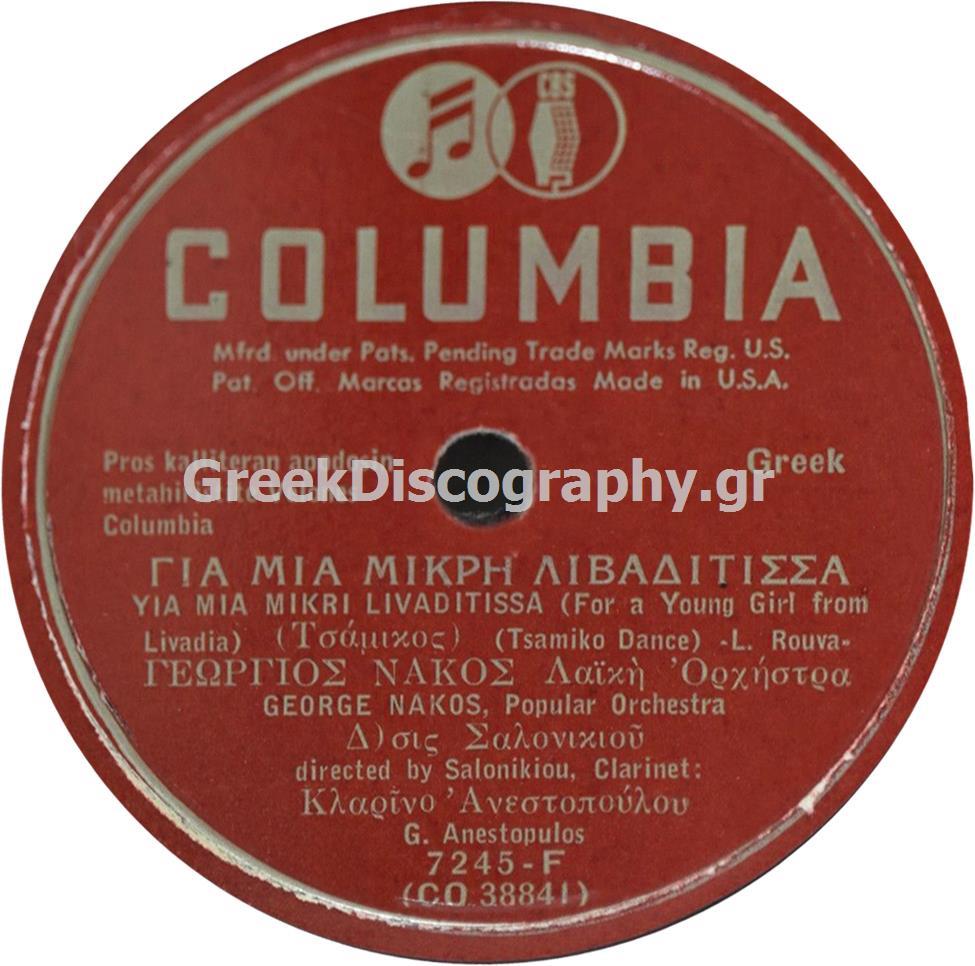 CBS
COLUMBIA
Mfrd. under Pats. Pending Trade Marks Reg. U.S.
Pat. Off. Marcas Registradas Made in U.S.A.
Pros kalliteran
Greek
GreekDiscography.gr
Columbia
ΓΙΑ ΜΙΑ ΜΙΚΡΗ ΛΙΒΑΔΙΤΙΣΣΑ
YIA MIA MIKRI LIVADITISSA (For a Young Girl from
Livadia) (Τσάμικος) (Tsamiko Dance) -L. Rouva-
ΓΕΩΡΓΙΟΣ ΝΑΚΟΣ Λαϊκὴ Ὀρχήστρα
GEORGE NAKOS, Popular Orchestra
Δ)σις Σαλονικιοῦ
directed by Salonikiou, Clarinet:
Κλαρῖνο Ἀνεστοπούλου
G. Anestopulos
7245-F
(CO 38841)